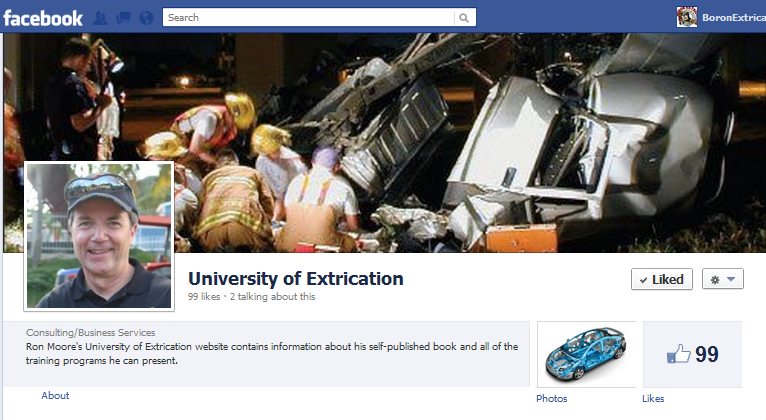 facebook
Search
BoronExtrica
University of Extrication
99 likes · 2 talking about this
Liked
Consulting/Business Services
Ron Moore's University of Extrication website contains information about his self-published book and all of the
training programs he can present.
99
About
Photos
Likes